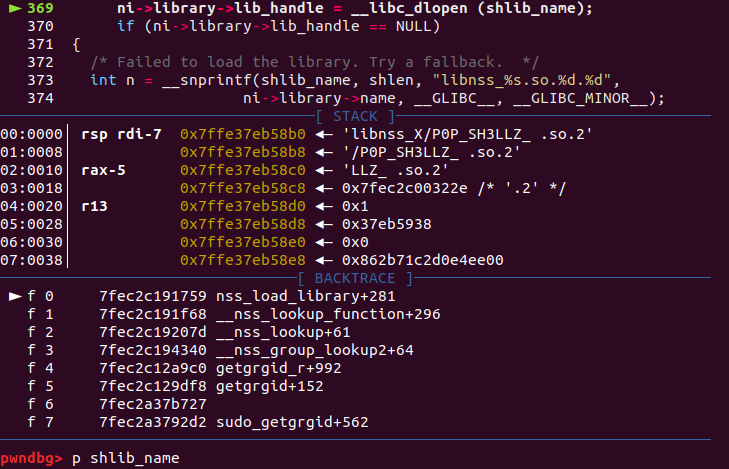 ► 369       ni->library->lib_handle = __libc_dlopen (shlib_name);
370       if (ni->library->lib_handle == NULL)
371  {
372    /* Failed to load the library. Try a fallback.  */
373    int n = __snprintf(shlib_name, shlen, "libnss_%s.so.%d.%d",
374                     ni->library->name, __GLIBC__, __GLIBC_MINOR__);
[ STACK ]
00:0000│ rsp rdi-7  0x7ffe37eb58b0 ◄— 'libnss_X/P0P_SH3LLZ_ .so.2'
01:0008│            0x7ffe37eb58b8 ◄— '/P0P_SH3LLZ_ .so.2'
02:0010│ rax-5      0x7ffe37eb58c0 ◄— 'LLZ_ .so.2'
03:0018│            0x7ffe37eb58c8 ◄— 0x7fec2c00322e /* '.2' */
04:0020│ r13        0x7ffe37eb58d0 ◄— 0x1
05:0028│            0x7ffe37eb58d8 ◄— 0x37eb5938
06:0030│            0x7ffe37eb58e0 ◄— 0x0
07:0038│            0x7ffe37eb58e8 ◄— 0x862b71c2d0e4ee00
[ BACKTRACE ]
► f 0     7fec2c191759 nss_load_library+281
f 1     7fec2c191f68 __nss_lookup_function+296
f 2     7fec2c19207d __nss_lookup+61
f 3     7fec2c194340 __nss_group_lookup2+64
f 4     7fec2c12a9c0 getgrgid_r+992
f 5     7fec2c129df8 getgrgid+152
f 6     7fec2a37b727
f 7     7fec2a3792d2 sudo_getgrgid+562
pwndbg> p shlib_name